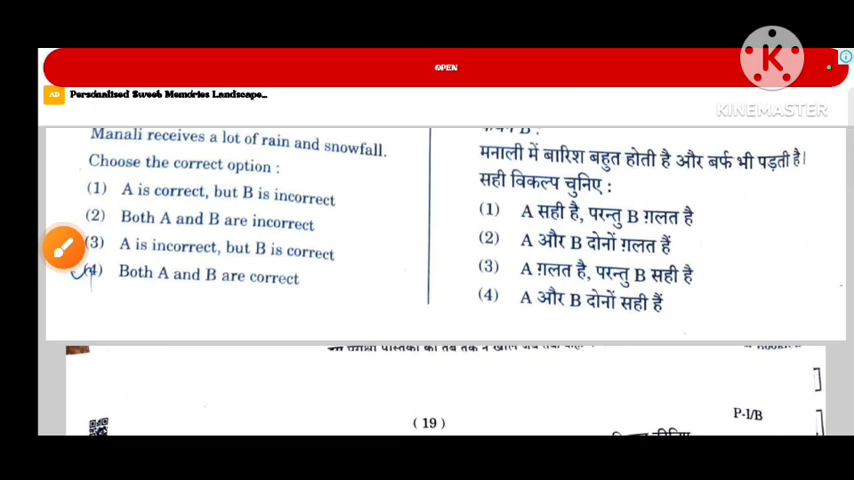 OPEN
AD Personalised Sweet Memories Landscape...
KINEMASTER
Manali receives a lot of rain and snowfall.
Choose the correct option :
(1) A is correct, but B is incorrect
(2) Both A and B are incorrect
(3) A is incorrect, but B is correct
(4) Both A and B are correct
B :
मनाली में बारिश बहुत होती है और बर्फ भी पड़ती है।
सही विकल्प चुनिए :
(1) A सही है, परन्तु B ग़लत है
(2) A और B दोनों ग़लत हैं
(3) A ग़लत है, परन्तु B सही है
(4) A और B दोनों सही हैं
( 19 )
P-I/B